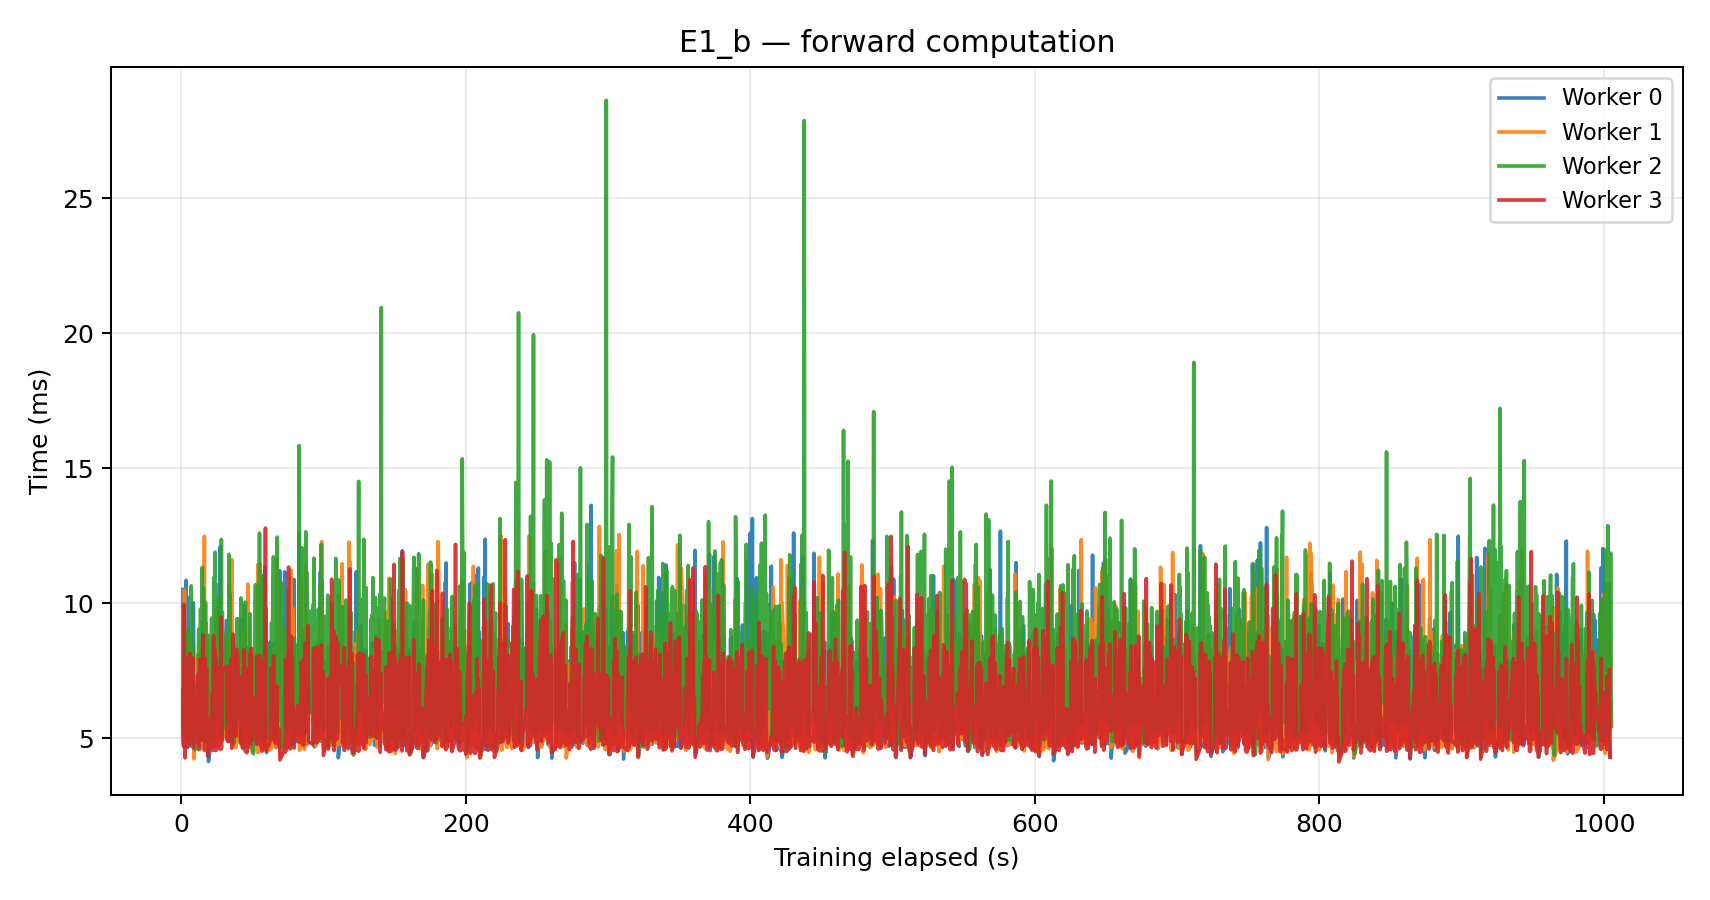 E1_b — forward computation
Time (ms)
25
20
15
10
5
0
200
400
600
800
1000
Training elapsed (s)
Worker 0
Worker 1
Worker 2
Worker 3